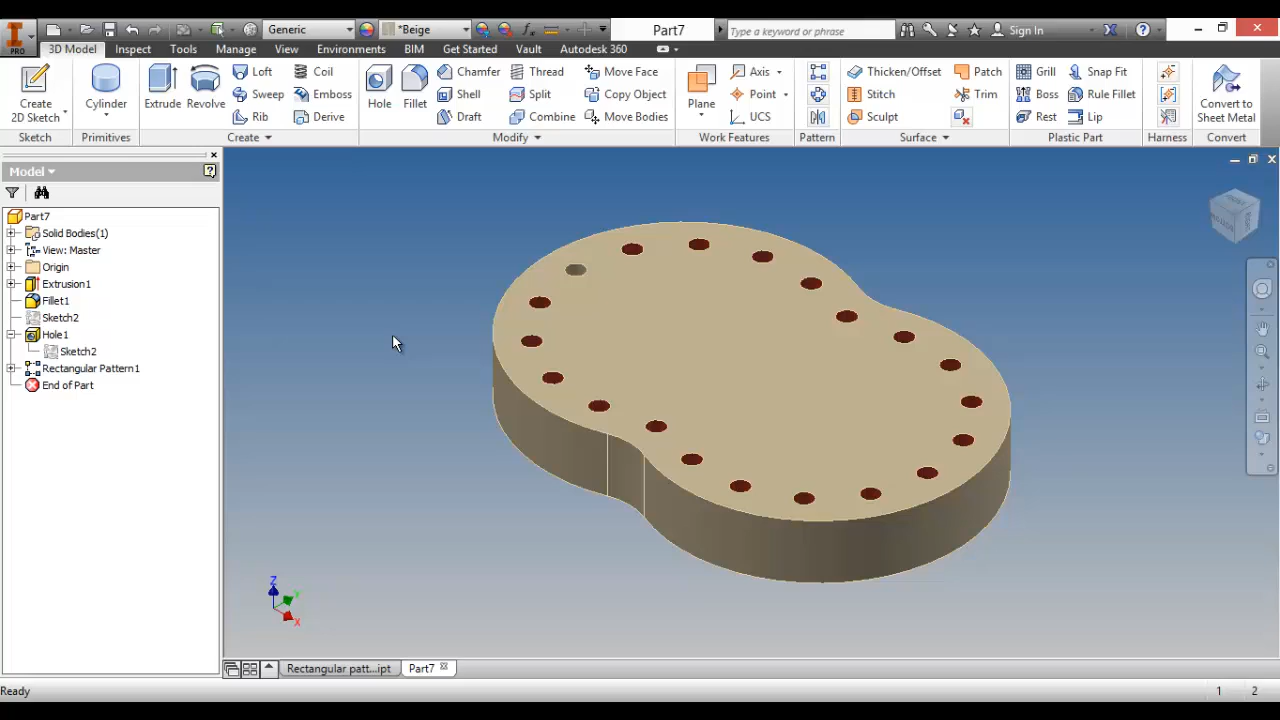 PRO
Generic
*Beige
fx
Part7
Type a keyword or phrase
Sign In
3D Model Inspect Tools Manage View Environments BIM Get Started Vault Autodesk 360
Create
2D Sketch
Cylinder
Extrude
Revolve
Loft
Coil
Sweep
Emboss
Rib
Derive
Hole
Fillet
Chamfer
Thread
Move Face
Shell
Split
Copy Object
Draft
Combine
Move Bodies
Plane
Axis
Point
UCS
Thicken/Offset
Patch
Stitch
Trim
Sculpt
Grill
Snap Fit
Boss
Rule Fillet
Rest
Lip
Convert to
Sheet Metal
Sketch Primitives Create Modify Work Features Pattern Surface Plastic Part Harness Convert
Model
Part7
Solid Bodies(1)
View: Master
Origin
Extrusion1
Fillet1
Sketch2
Hole1
Sketch2
Rectangular Pattern1
End of Part
Z
Y
X
Rectangular patt...ipt
Part7
Ready
1 2